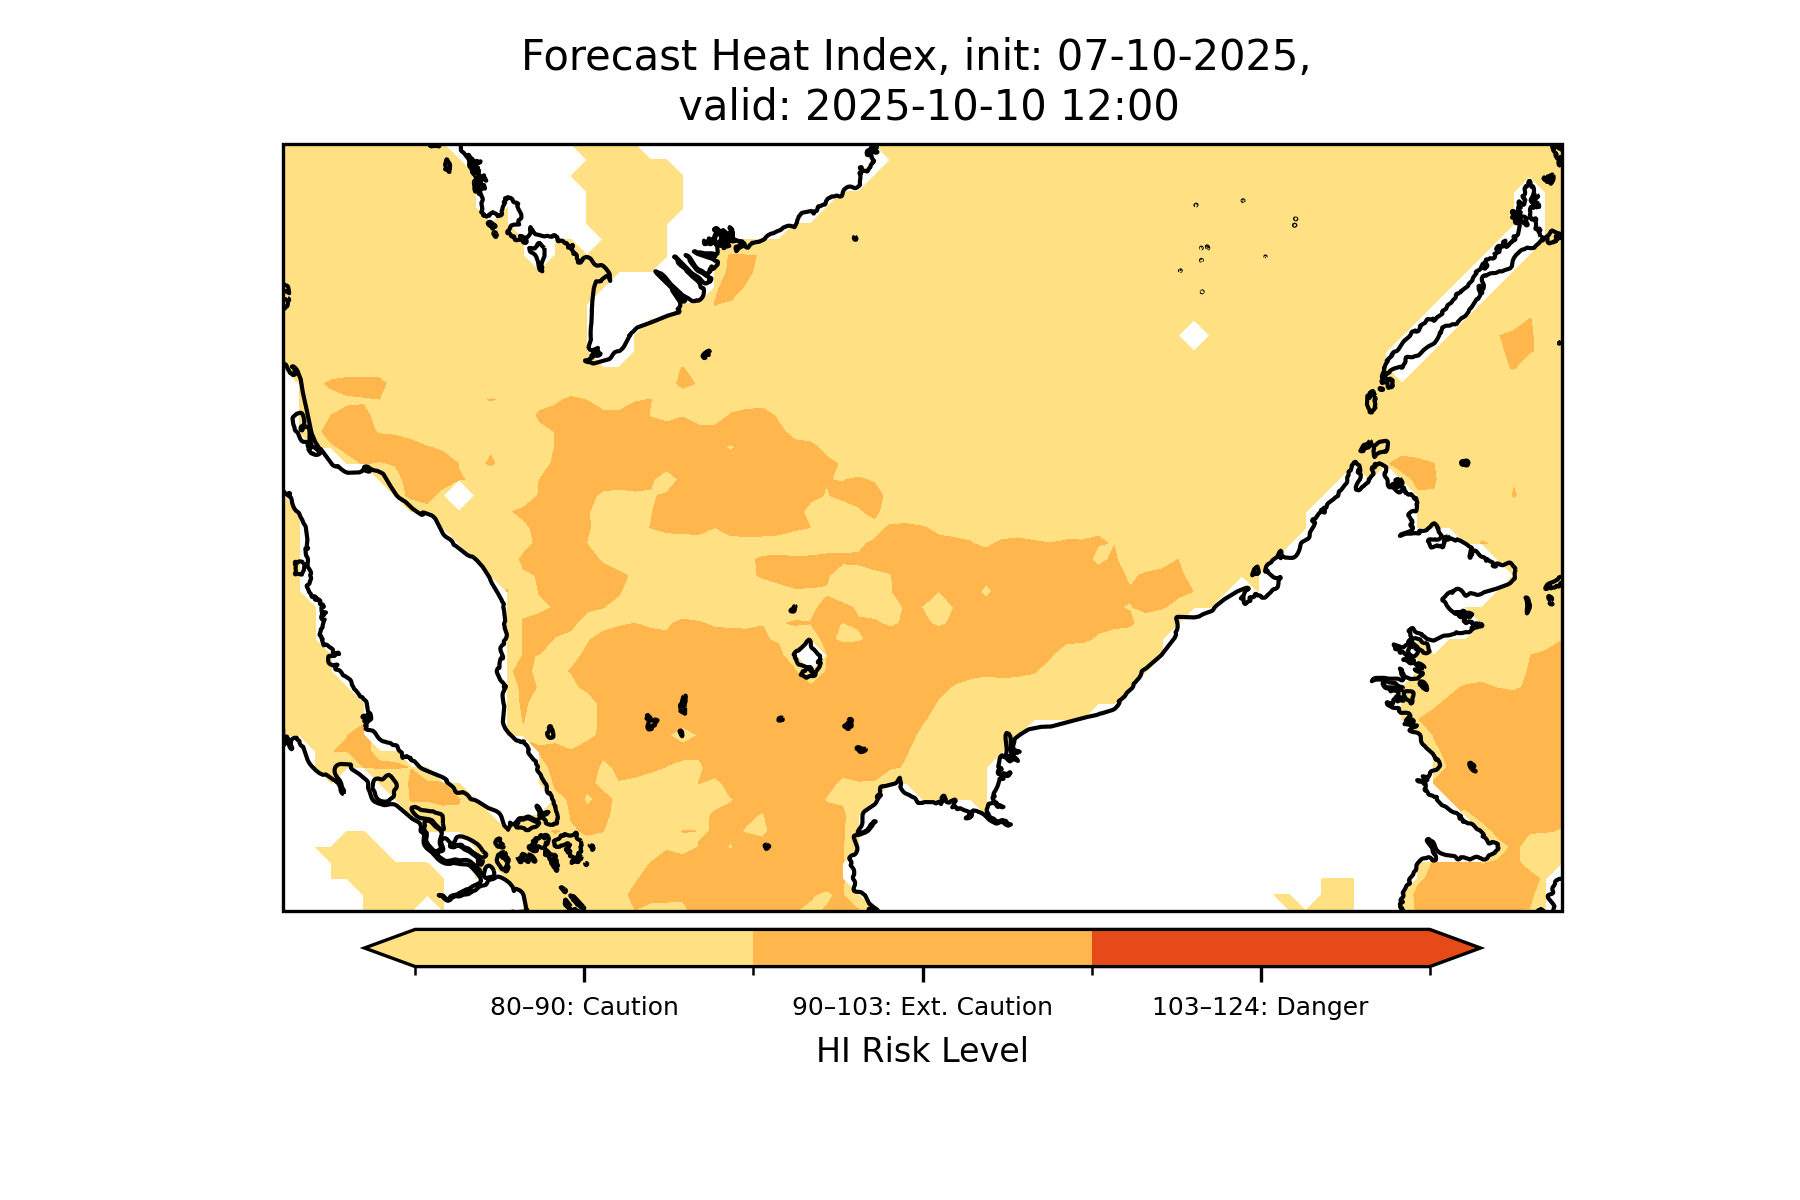 Forecast Heat Index, init: 07-10-2025,
valid: 2025-10-10 12:00
80–90: Caution
90–103: Ext. Caution
103–124: Danger
HI Risk Level